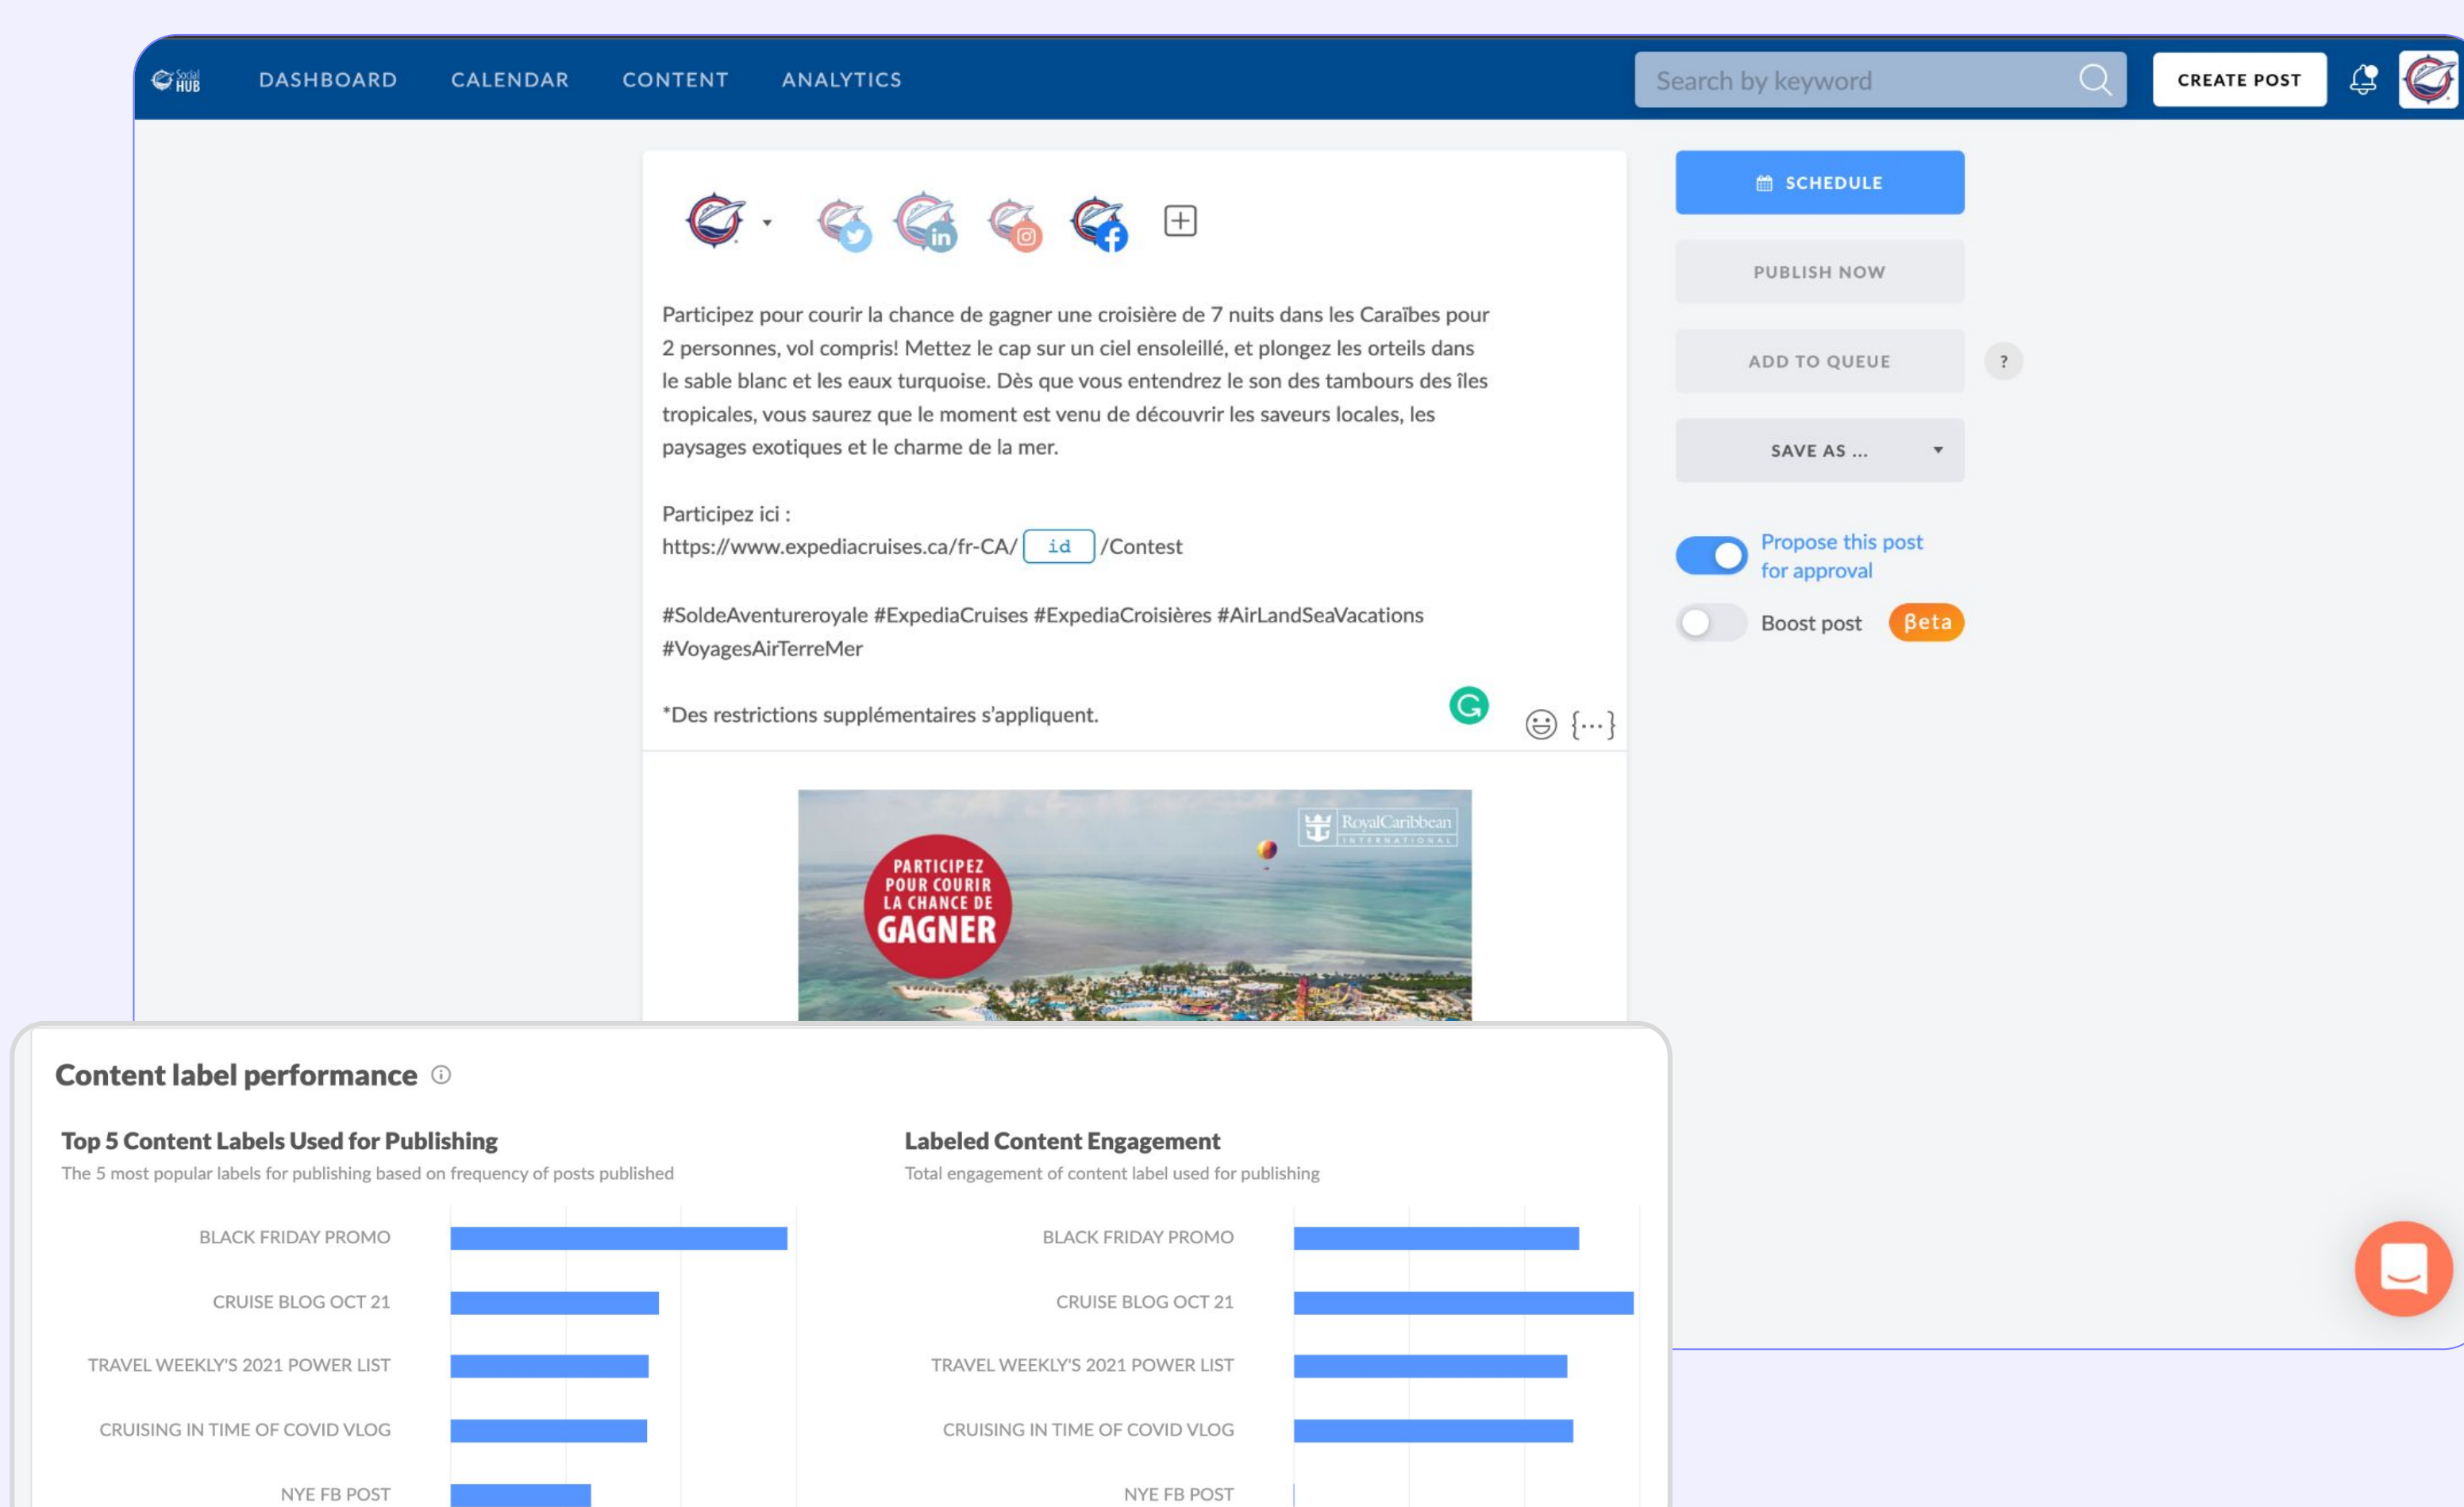 Social
HUB
DASHBOARD
CALENDAR
CONTENT
ANALYTICS
Search by keyword
CREATE POST
in
Participez pour courir la chance de gagner une croisière de 7 nuits dans les Caraïbes pour
2 personnes, vol compris! Mettez le cap sur un ciel ensoleillé, et plongez les orteils dans
le sable blanc et les eaux turquoise. Dès que vous entendrez le son des tambours des îles
tropicales, vous saurez que le moment est venu de découvrir les saveurs locales, les
paysages exotiques et le charme de la mer.
Participez ici :
https://www.expediacruises.ca/fr-CA/ id /Contest
#SoldeAventureroyale #ExpediaCruises #ExpediaCroisières #AirLandSeaVacations
#VoyagesAirTerreMer
*Des restrictions supplémentaires s’appliquent.
{...}
SCHEDULE
PUBLISH NOW
ADD TO QUEUE
?
SAVE AS ...
Propose this post
for approval
Boost post
βeta
PARTICIPEZ
POUR COURIR
LA CHANCE DE
GAGNER
RoyalCaribbean
INTERNATIONAL
Content label performance
Top 5 Content Labels Used for Publishing
The 5 most popular labels for publishing based on frequency of posts published
BLACK FRIDAY PROMO
CRUISE BLOG OCT 21
TRAVEL WEEKLY'S 2021 POWER LIST
CRUISING IN TIME OF COVID VLOG
NYE FB POST
Labeled Content Engagement
Total engagement of content label used for publishing
BLACK FRIDAY PROMO
CRUISE BLOG OCT 21
TRAVEL WEEKLY'S 2021 POWER LIST
CRUISING IN TIME OF COVID VLOG
NYE FB POST